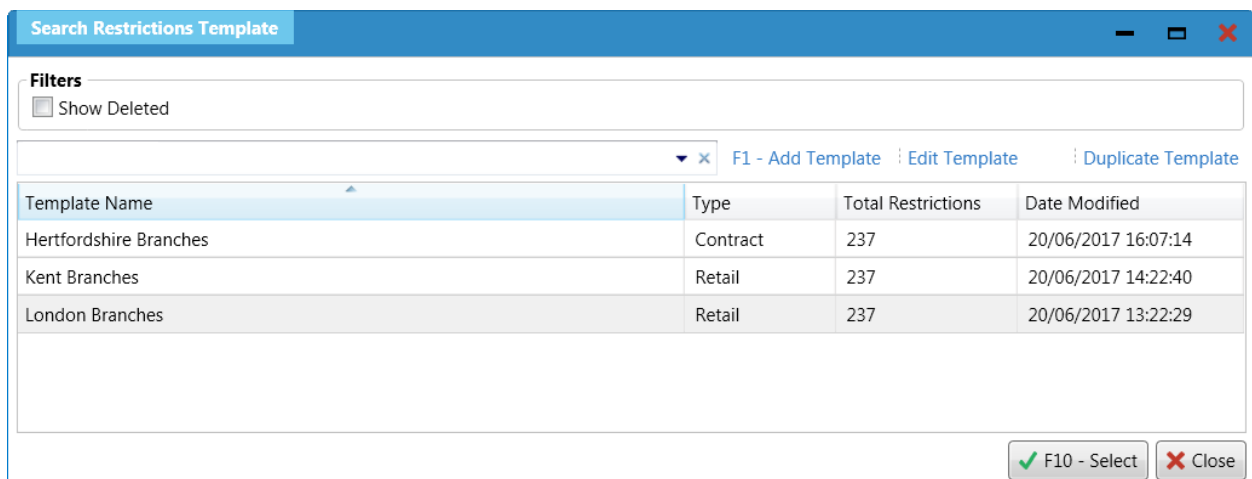 Search Restrictions Template
Filters
Show Deleted
F1 - Add Template Edit Template Duplicate Template
Template Name Type Total Restrictions Date Modified
Hertfordshire Branches Contract 237 20/06/2017 16:07:14
Kent Branches Retail 237 20/06/2017 14:22:40
London Branches Retail 237 20/06/2017 13:22:29
F10 - Select Close